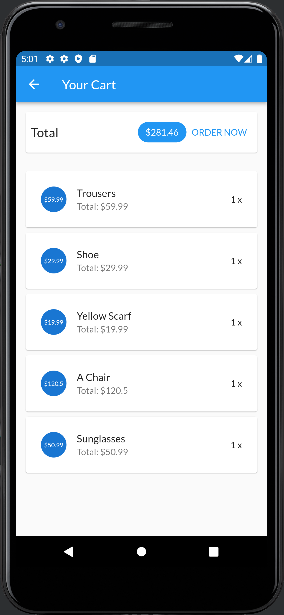 5:01
Your Cart
Total $281.46 ORDER NOW
$59.99 Trousers 1 x
Total: $59.99
$29.99 Shoe 1 x
Total: $29.99
$19.99 Yellow Scarf 1 x
Total: $19.99
$120.5 A Chair 1 x
Total: $120.5
$50.99 Sunglasses 1 x
Total: $50.99